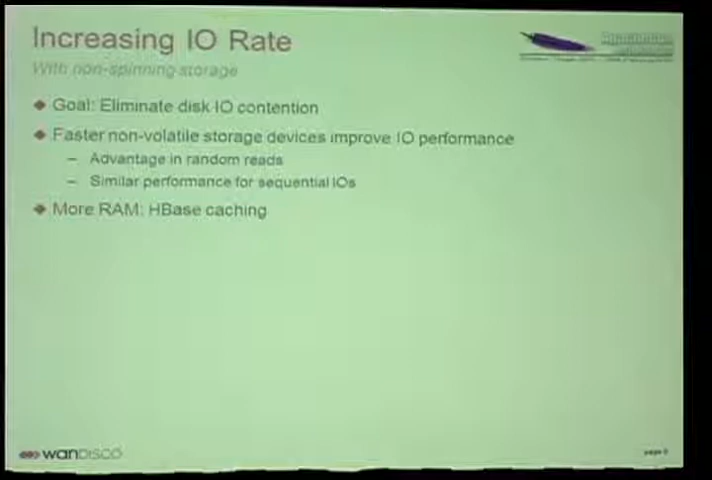 Increasing IO Rate
With non-spinning storage
◆ Goal: Eliminate disk IO contention
◆ Faster non-volatile storage devices improve IO performance
– Advantage in random reads
– Similar performance for sequential IOs
◆ More RAM: HBase caching
WANDISCO
page